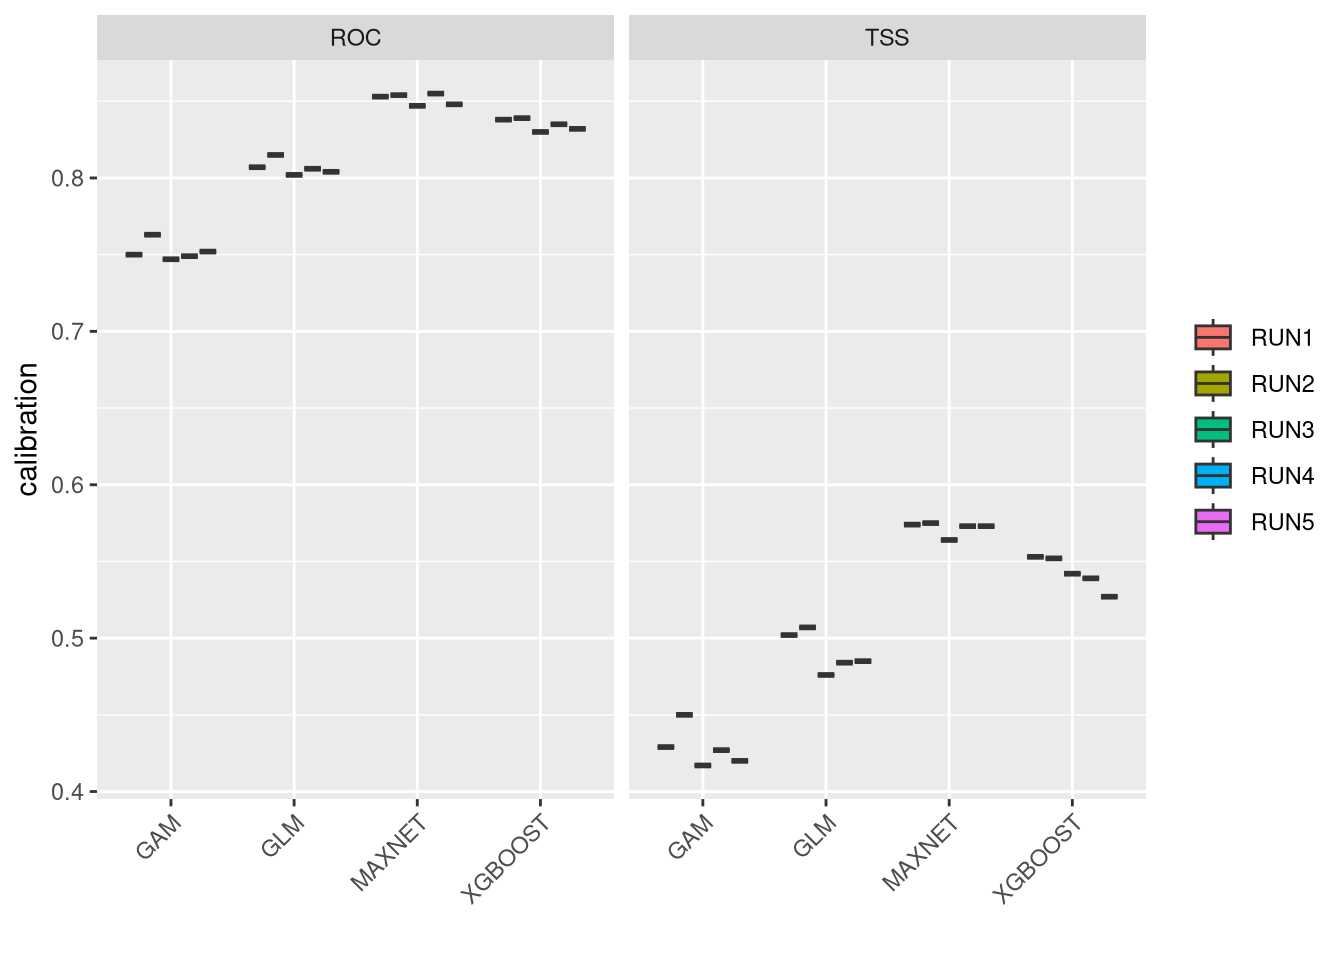 ROC
TSS
calibration
0.8
0.7
0.6
0.5
0.4
GAM
GLM
MAXNET
XGBOOST
GAM
GLM
MAXNET
XGBOOST
RUN1
RUN2
RUN3
RUN4
RUN5